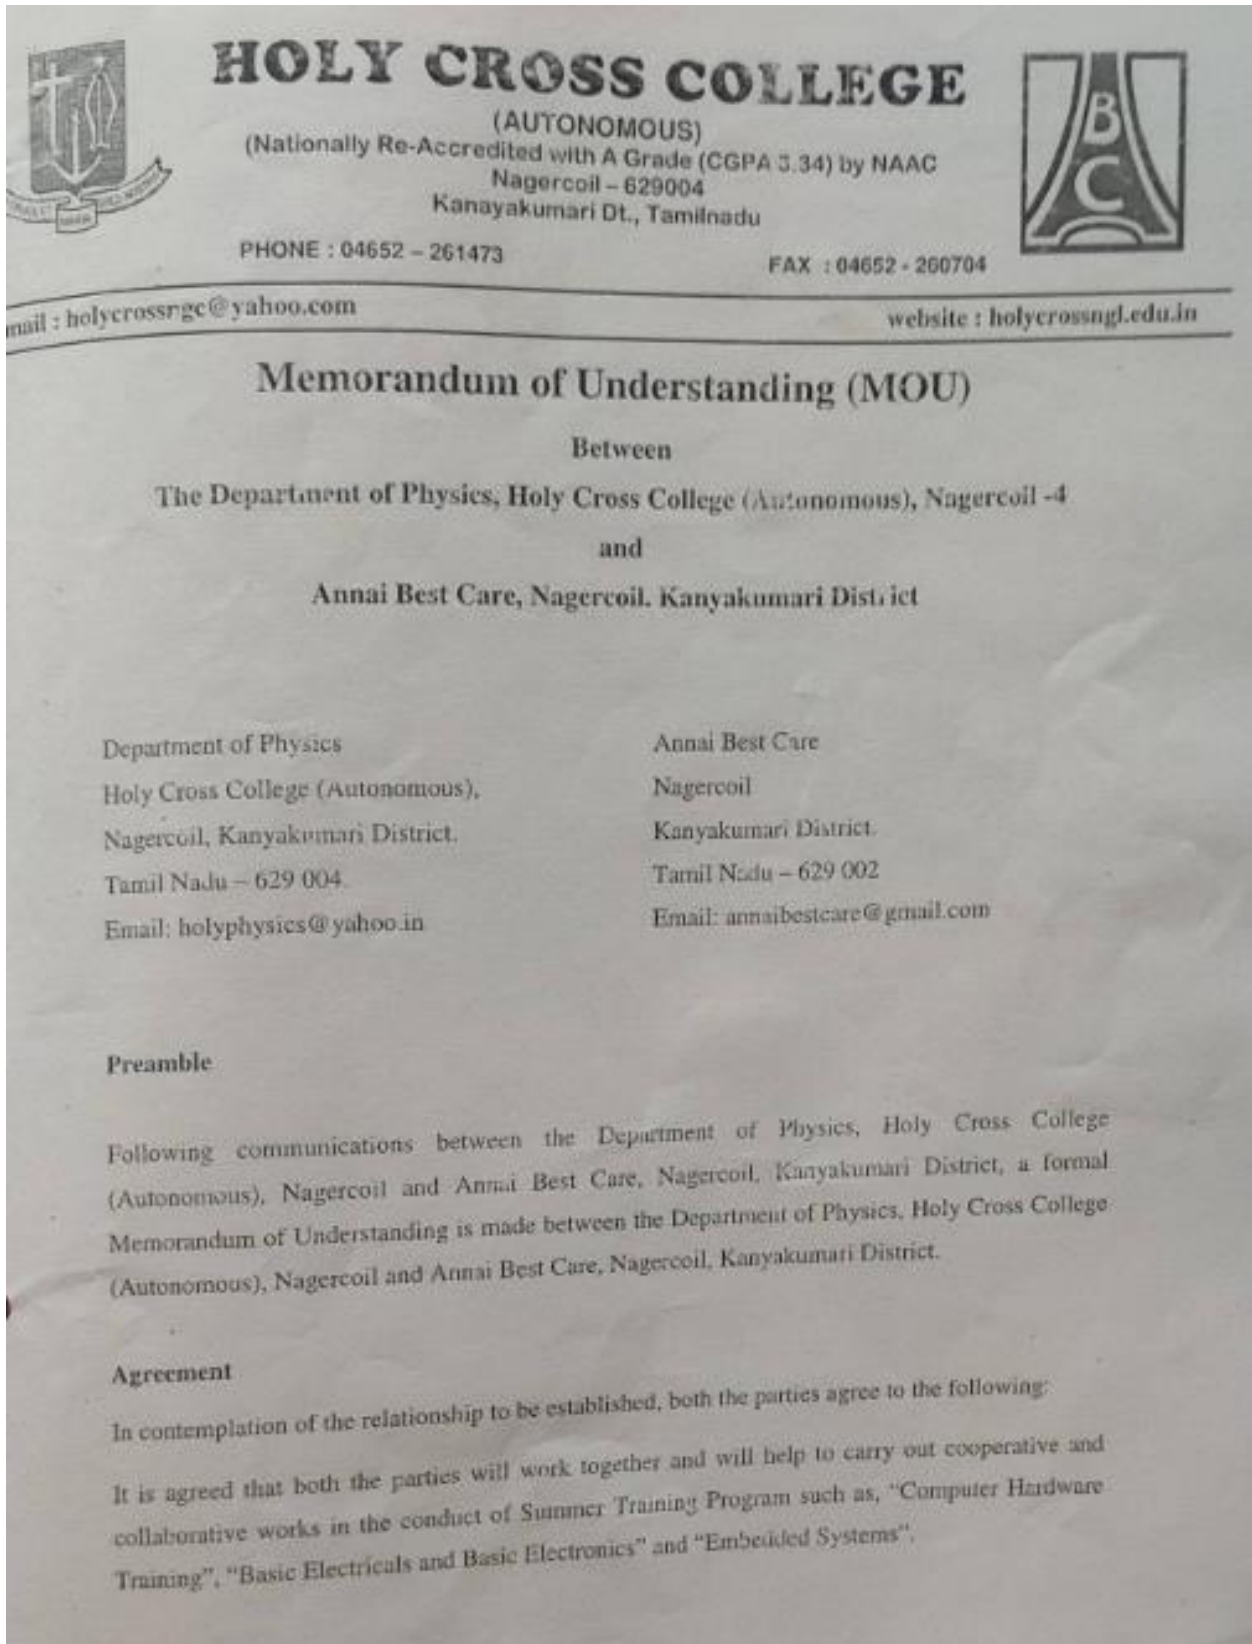 HOLY CROSS COLLEGE
(AUTONOMOUS)
(Nationally Re-Accredited with A Grade (CGPA 3.34) by NAAC
Nagercoil – 629004
Kanayakumari Dt., Tamilnadu
PHONE : 04652 – 261473
FAX : 04652 - 260704
B
C
mail : holycrossngc@yahoo.com
website : holycrossngl.edu.in
Memorandum of Understanding (MOU)
Between
The Department of Physics, Holy Cross College (Autonomous), Nagercoil -4
and
Annai Best Care, Nagercoil. Kanyakumari District
Department of Physics
Holy Cross College (Autonomous),
Nagercoil, Kanyakumari District.
Tamil Nadu – 629 004.
Email: holyphysics@yahoo.in
Annai Best Care
Nagercoil
Kanyakumari District.
Tamil Nadu – 629 002
Email: annaibestcare@gmail.com
Preamble
Following communications between the Department of Physics, Holy Cross College
(Autonomous), Nagercoil and Annai Best Care, Nagercoil, Kanyakumari District, a formal
Memorandum of Understanding is made between the Department of Physics, Holy Cross College
(Autonomous), Nagercoil and Annai Best Care, Nagercoil, Kanyakumari District.
Agreement
In contemplation of the relationship to be established, both the parties agree to the following:
It is agreed that both the parties will work together and will help to carry out cooperative and
collaborative works in the conduct of Summer Training Program such as, “Computer Hardware
Training”, “Basic Electricals and Basic Electronics” and “Embedded Systems”.